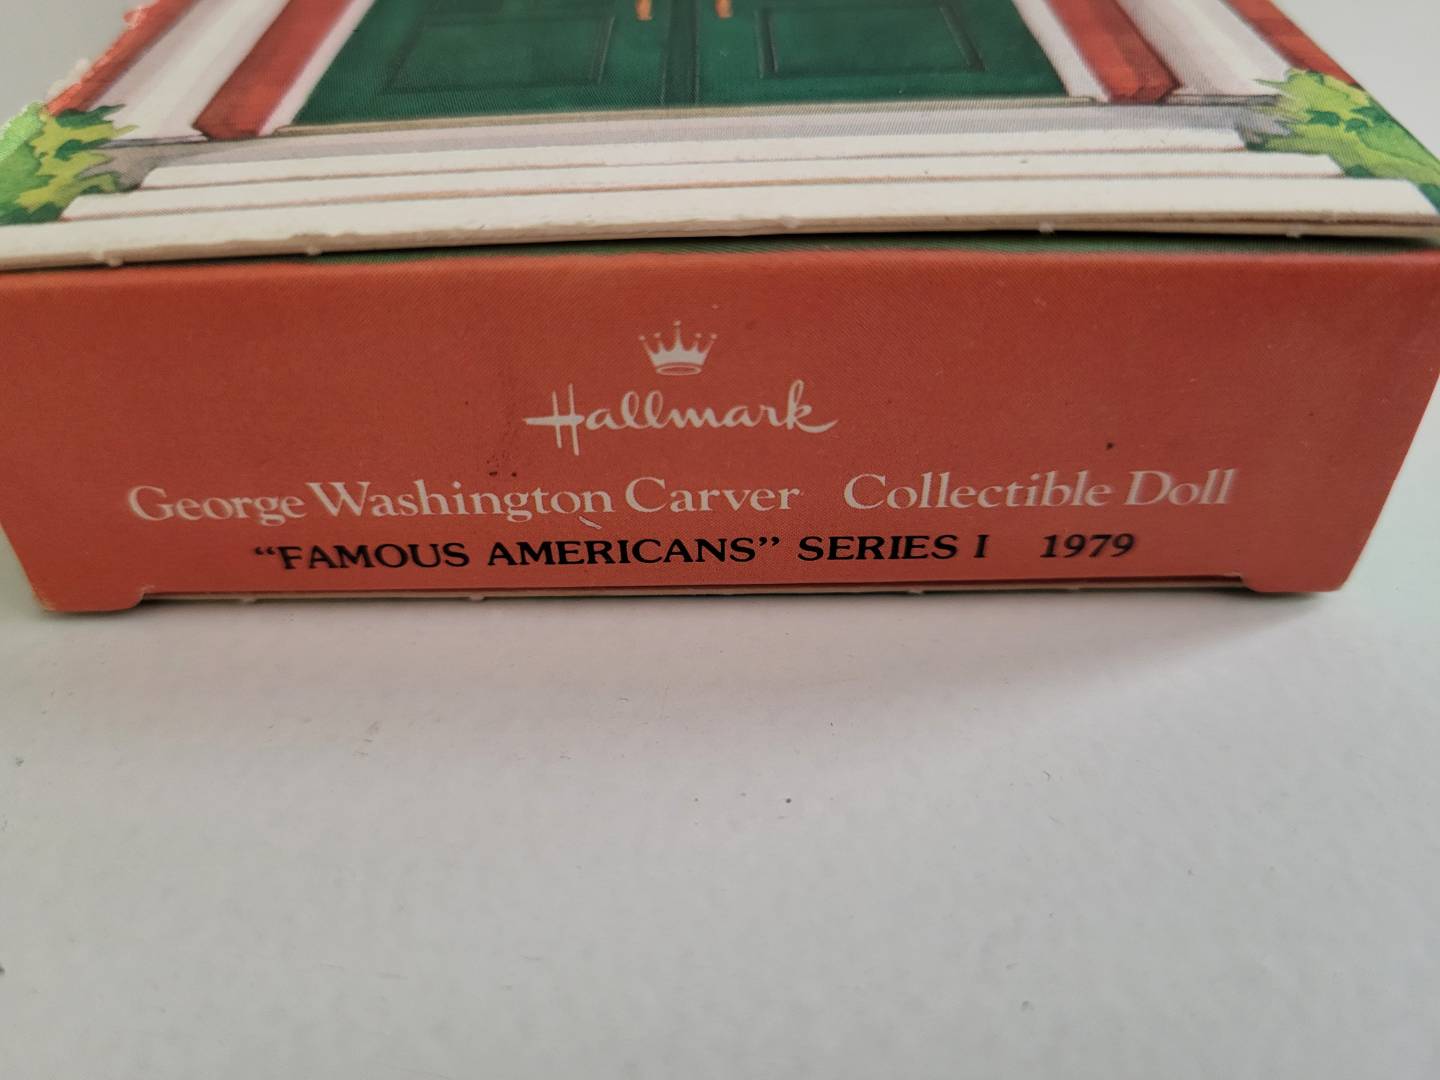 Hallmark
George Washington Carver Collectible Doll
“FAMOUS AMERICANS” SERIES I 1979